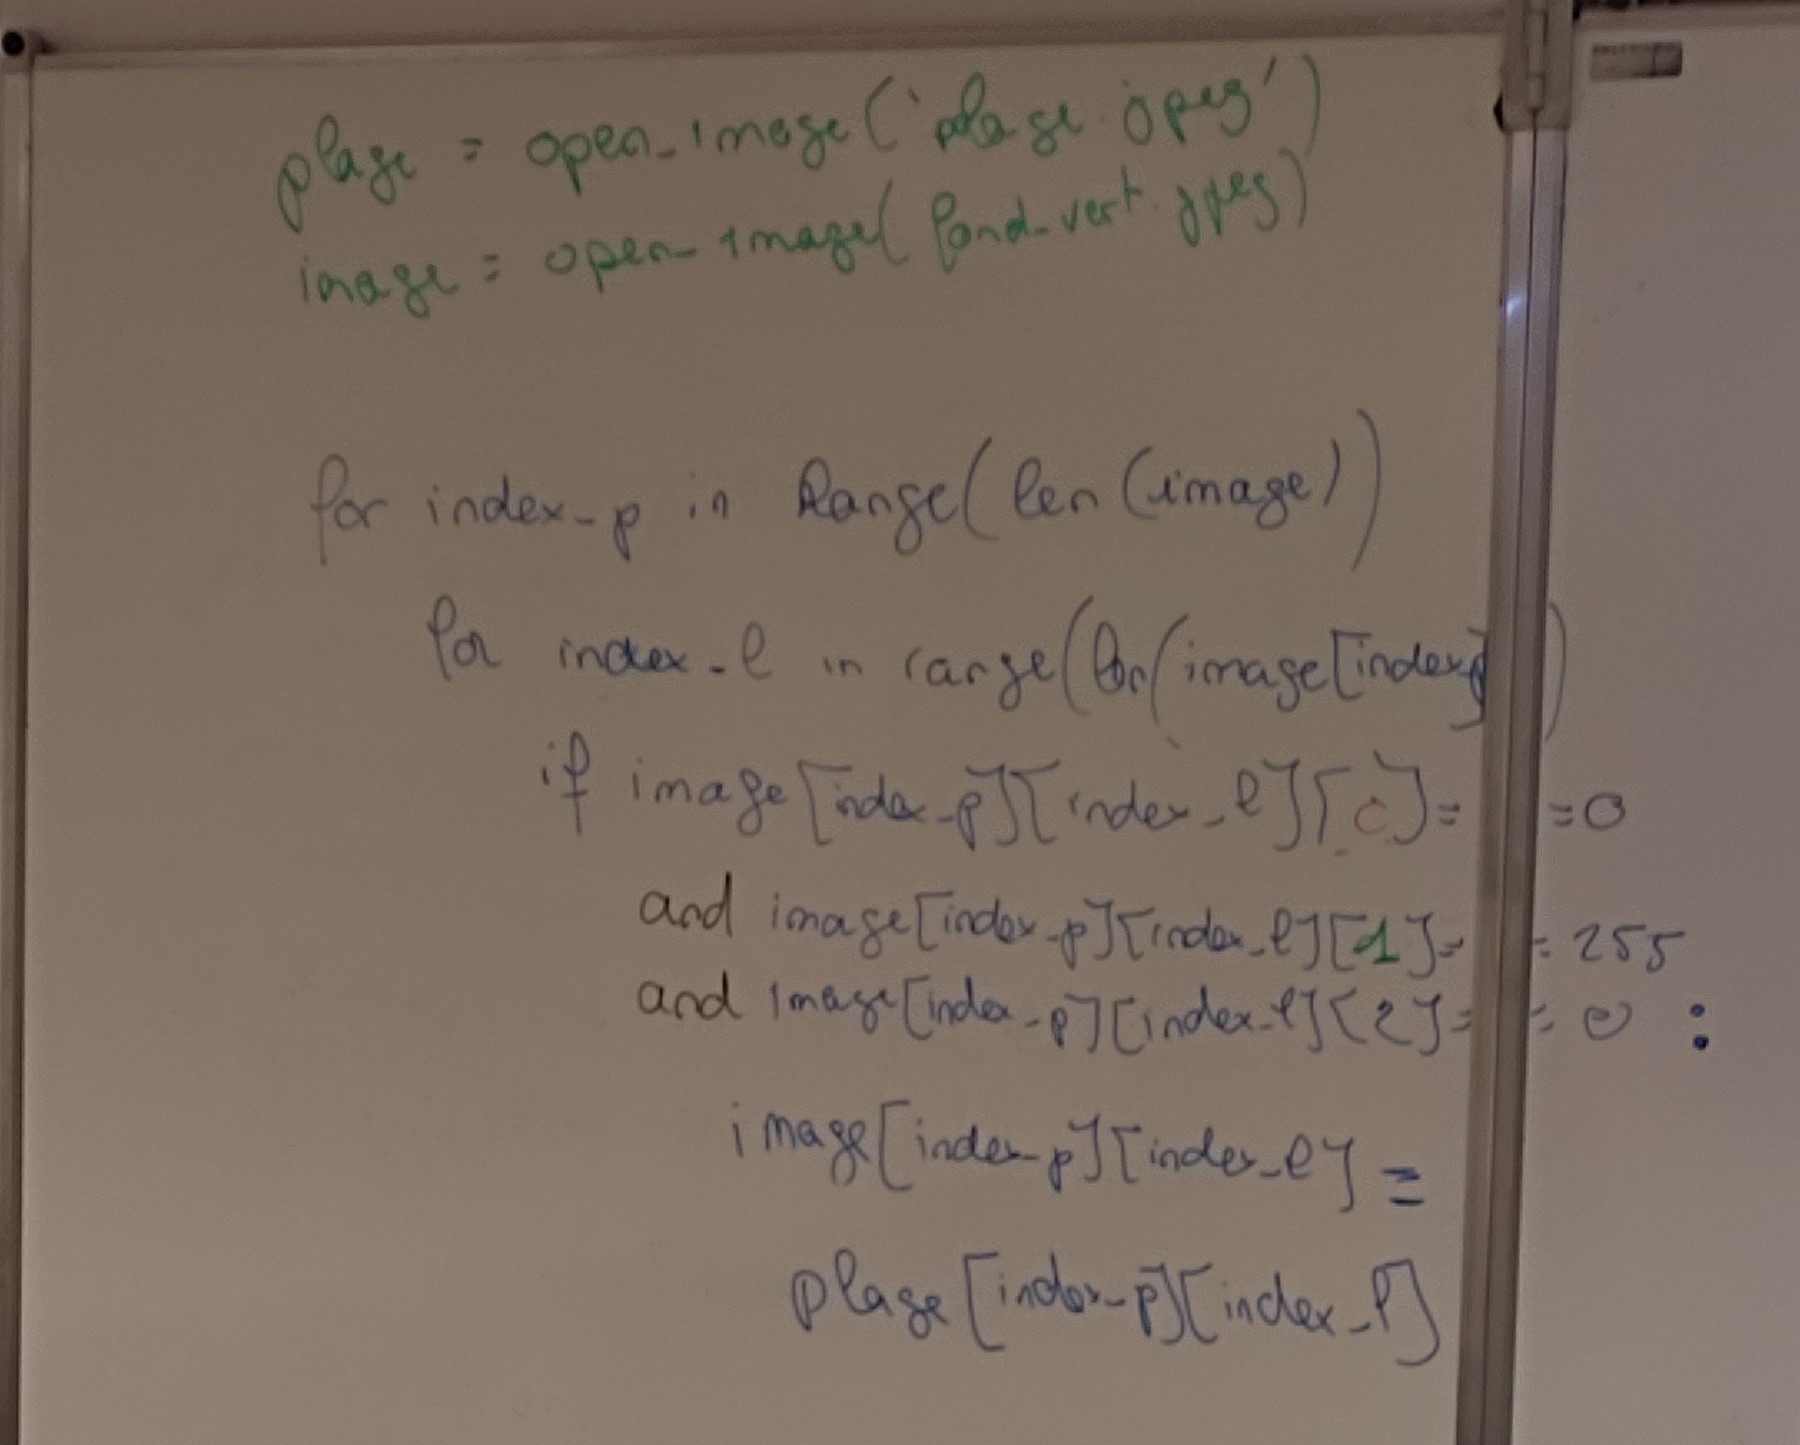 plage = open_image('plage.jpeg')
image = open_image(fond_vert.jpeg)
for index_p in Range(len(image))
for index_l in range(len(image[indexp])
if image[index_p][index_l][0]= =0
and image[index_p][index_l][1]= = 255
and image[index_p][index_l][2]= = 0 :
image[index_p][index_l] =
plage[index_p][index_l]